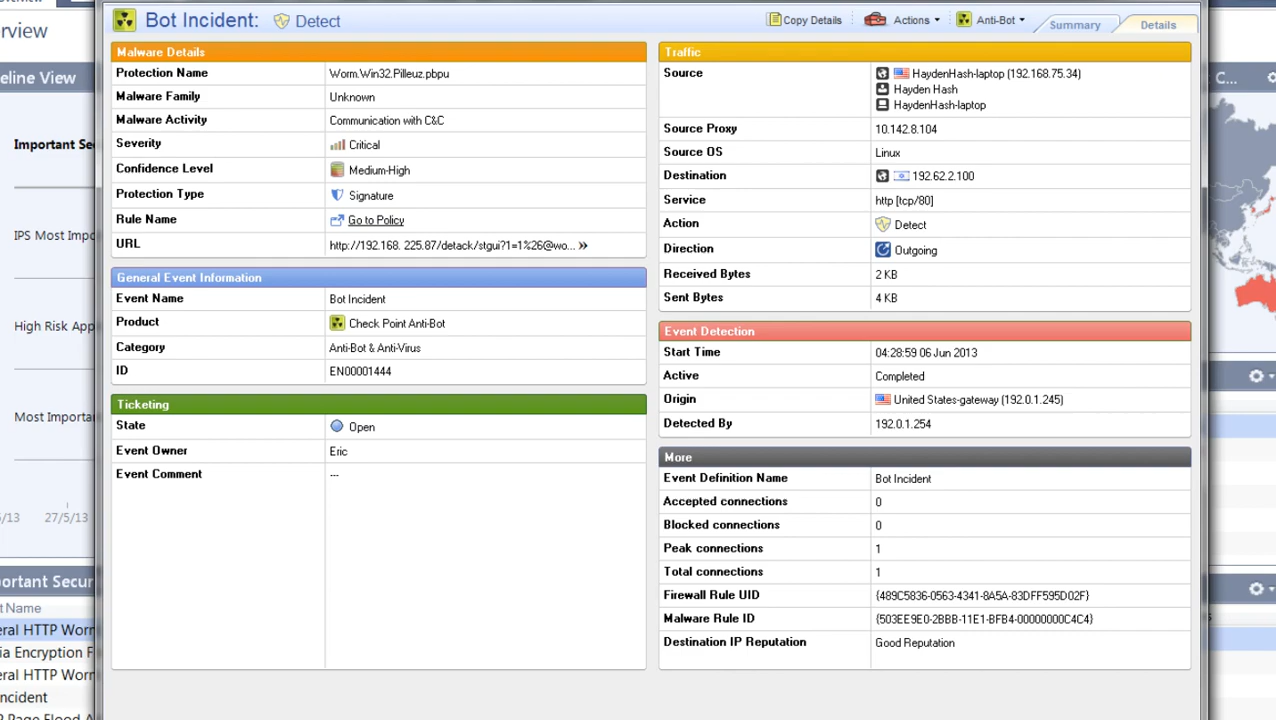 Bot Incident: Detect
Copy Details Actions Anti-Bot Summary Details
rview
eline View
Important Se
IPS Most Impo
High Risk App
Most Importa
/5/13 27/5/13
portant Secur
t Name
eral HTTP Worn
ia Encryption F
eral HTTP Worn
ncident
Malware Details
Protection Name Worm.Win32.Pilleuz.pbpu
Malware Family Unknown
Malware Activity Communication with C&C
Severity Critical
Confidence Level Medium-High
Protection Type Signature
Rule Name Go to Policy
URL http://192.168. 225.87/detack/stgui?1=1%26@wo... »
General Event Information
Event Name Bot Incident
Product Check Point Anti-Bot
Category Anti-Bot & Anti-Virus
ID EN00001444
Ticketing
State Open
Event Owner Eric
Event Comment ---
Traffic
Source HaydenHash-laptop (192.168.75.34)
Hayden Hash
HaydenHash-laptop
Source Proxy 10.142.8.104
Source OS Linux
Destination 192.62.2.100
Service http [tcp/80]
Action Detect
Direction Outgoing
Received Bytes 2 KB
Sent Bytes 4 KB
Event Detection
Start Time 04:28:59 06 Jun 2013
Active Completed
Origin United States-gateway (192.0.1.245)
Detected By 192.0.1.254
More
Event Definition Name Bot Incident
Accepted connections 0
Blocked connections 0
Peak connections 1
Total connections 1
Firewall Rule UID {489C5836-0563-4341-8A5A-83DFF595D02F}
Malware Rule ID {503EE9E0-2BBB-11E1-BFB4-00000000C4C4}
Destination IP Reputation Good Reputation
C...